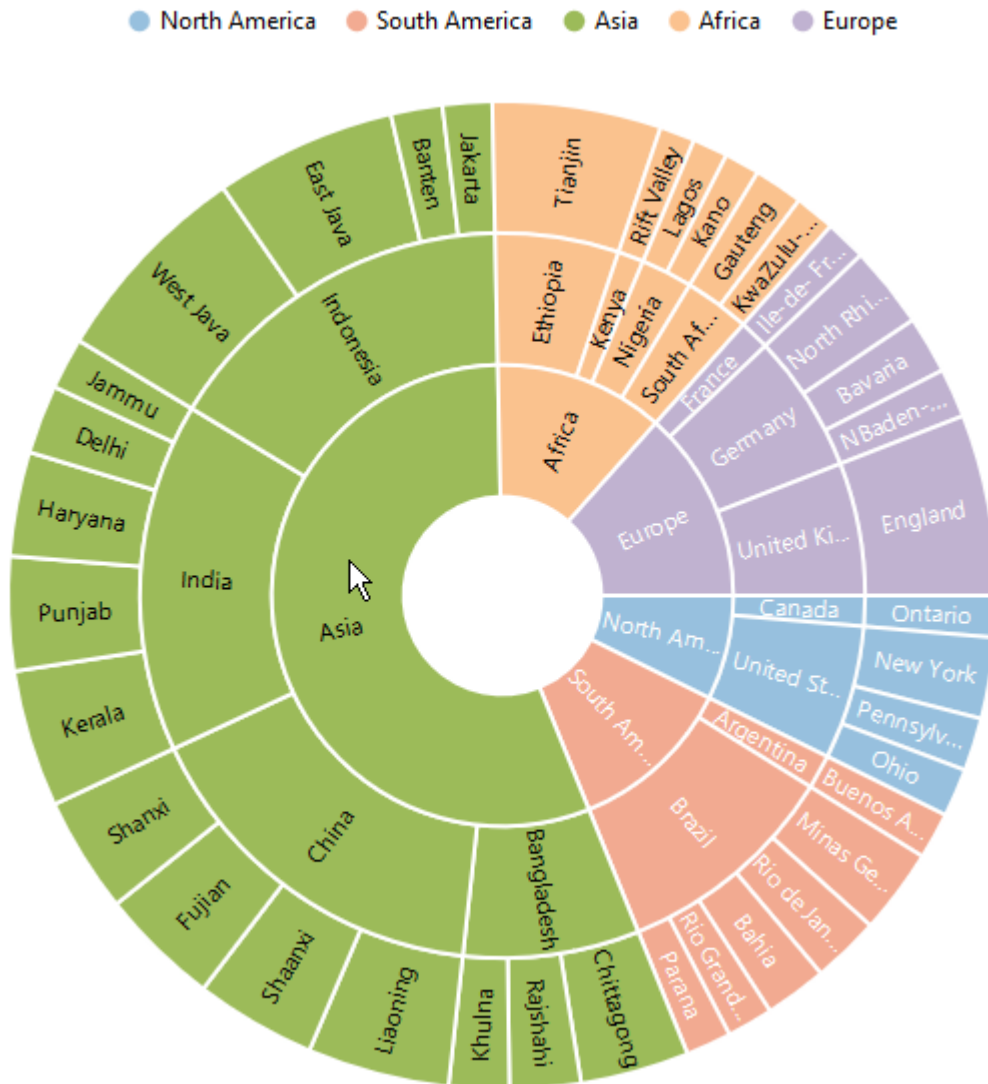 North America
South America
Asia
Africa
Europe
Asia
Africa
Europe
North Am...
South Am...
Indonesia
India
China
Bangladesh
Ethiopia
Kenya
Nigeria
South Af...
France
Germany
United Ki...
Canada
United St...
Argentina
Brazil
Jakarta
Banten
East Java
West Java
Jammu
Delhi
Haryana
Punjab
Kerala
Shanxi
Fujian
Shaanxi
Liaoning
Khulna
Rajshahi
Chittagong
Tianjin
Rift Valley
Lagos
Kano
Gauteng
KwaZulu-...
Ile-de- Fr...
North Rhi...
Bavaria
NBaden-...
England
Ontario
New York
Pennsylv...
Ohio
Buenos A...
Minas Ge...
Rio de Jan...
Bahia
Rio Grand...
Parana